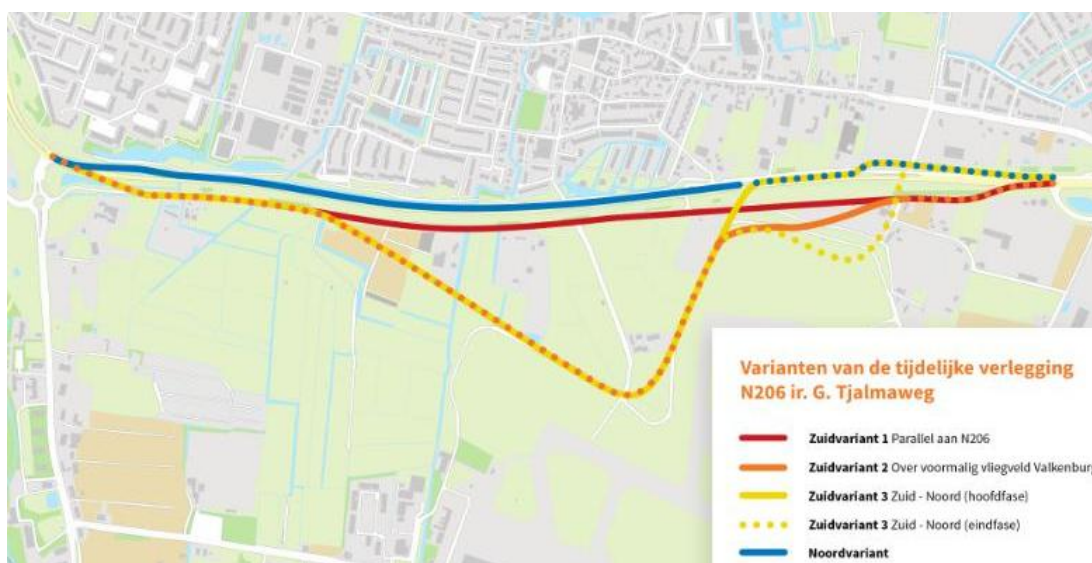 Varianten van de tijdelijke verlegging
N206 ir. G. Tjalmaweg
Zuidvariant 1 Parallel aan N206
Zuidvariant 2 Over voormalig vliegveld Valkenburg
Zuidvariant 3 Zuid - Noord (hoofdfase)
Zuidvariant 3 Zuid - Noord (eindfase)
Noordvariant